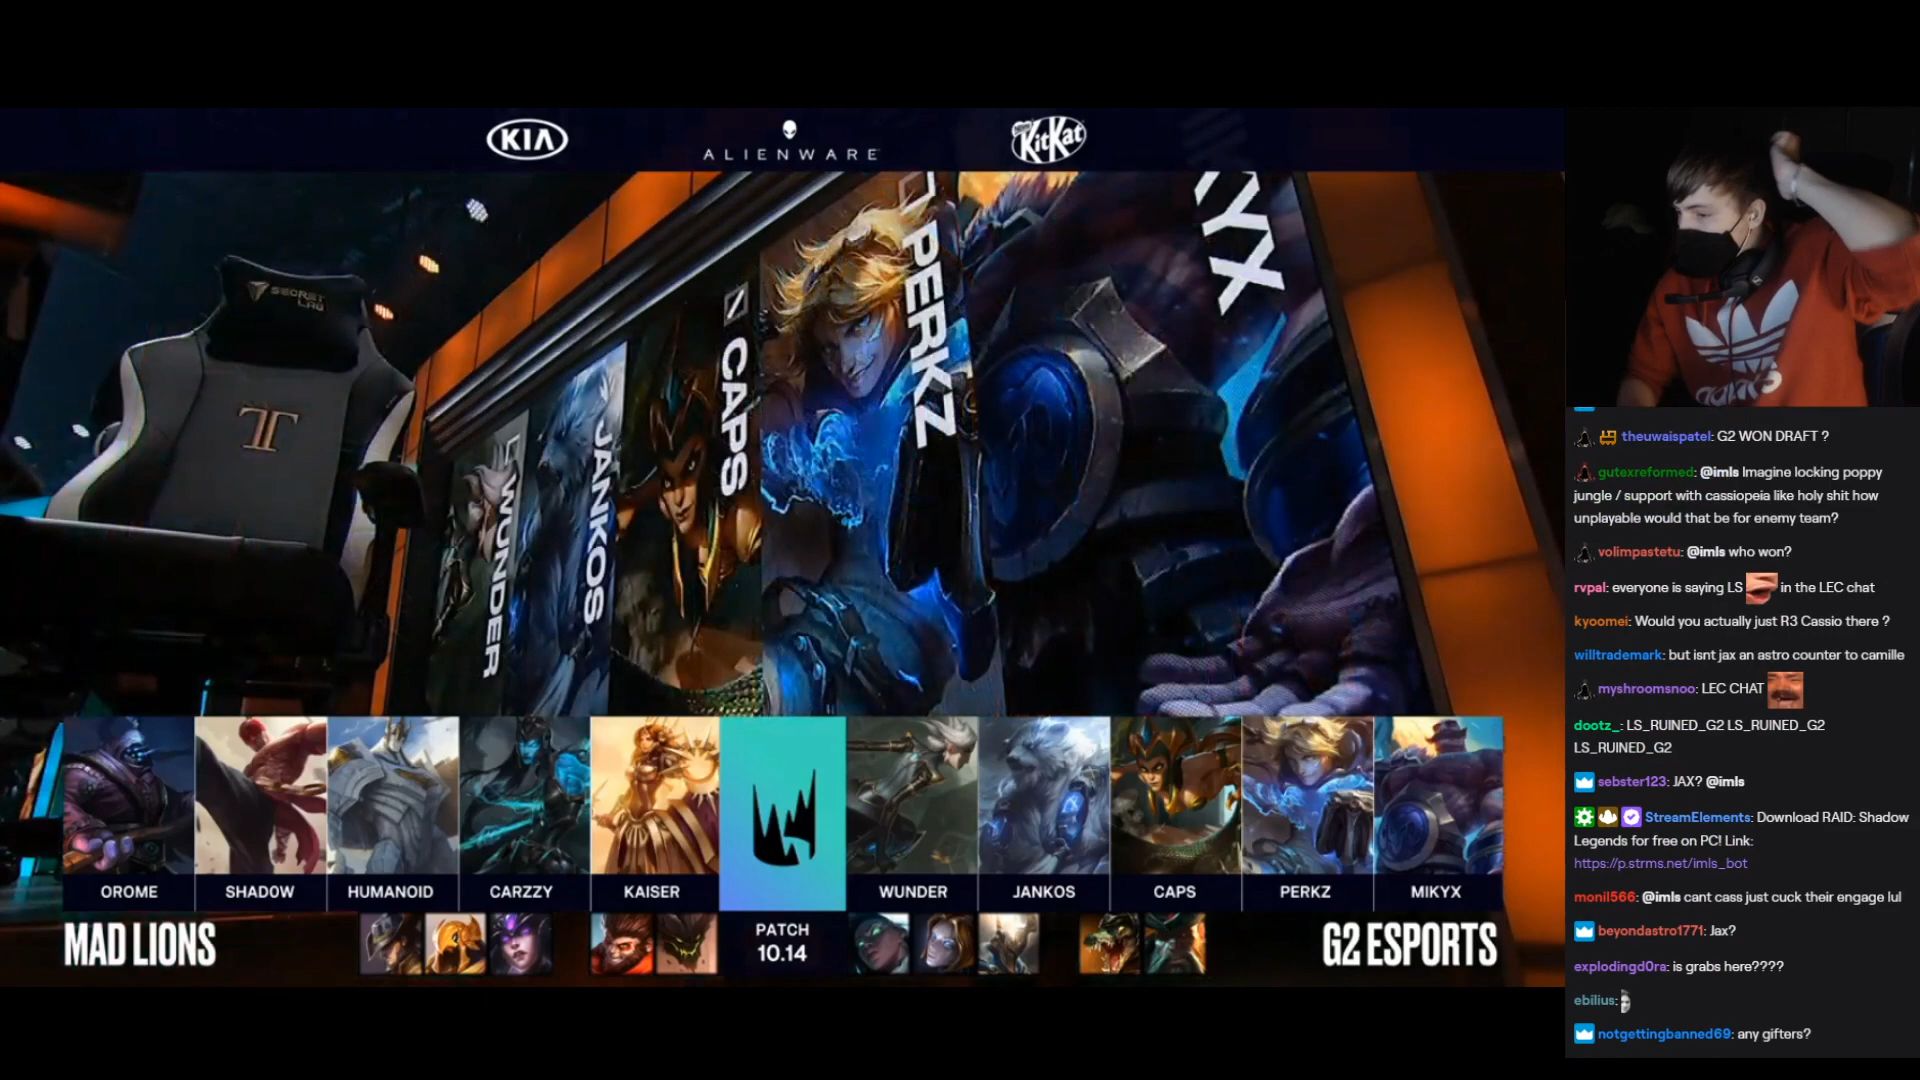 KIA
ALIENWARE
KitKat
SECRET
LAB
WUNDER
JANKOS
CAPS
PERKZ
YX
OROME
SHAD0W
HUMANOID
CARZZY
KAISER
WUNDER
JANKOS
CAPS
PERKZ
MIKYX
MAD LIONS
PATCH
10.14
G2 ESPORTS
theuwaispatel: G2 WON DRAFT ?
gutexreformed: @imls Imagine locking poppy
jungle / support with cassiopeia like holy shit how
unplayable would that be for enemy team?
volimpastetu: @imls who won?
rvpal: everyone is saying LS in the LEC chat
kyoomei: Would you actually just R3 Cassio there ?
willtrademark: but isnt jax an astro counter to camille
myshroomsnoo: LEC CHAT
dootz_: LS_RUINED_G2 LS_RUINED_G2
LS_RUINED_G2
sebster123: JAX? @imls
StreamElements: Download RAID: Shadow
Legends for free on PC! Link:
https://p.strms.net/imls_bot
monil566: @imls cant cass just cuck their engage lul
beyondastro1771: Jax?
explodingd0ra: is grabs here????
ebilius:
notgettingbanned69: any gifters?